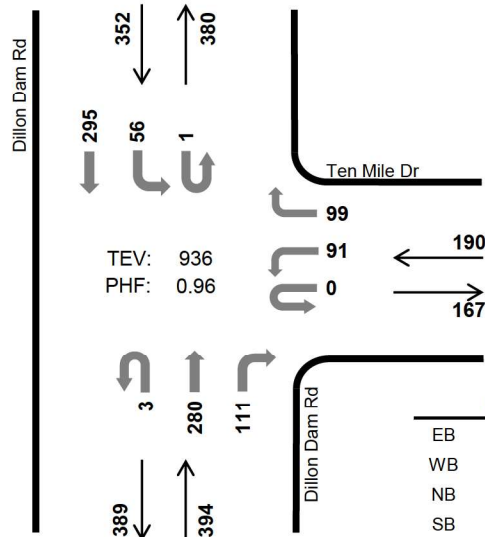 352
380
Dillon Dam Rd
295
56
1
Ten Mile Dr
99
91
190
0
167
TEV: 936
PHF: 0.96
3
280
111
Dillon Dam Rd
389
394
EB
WB
NB
SB